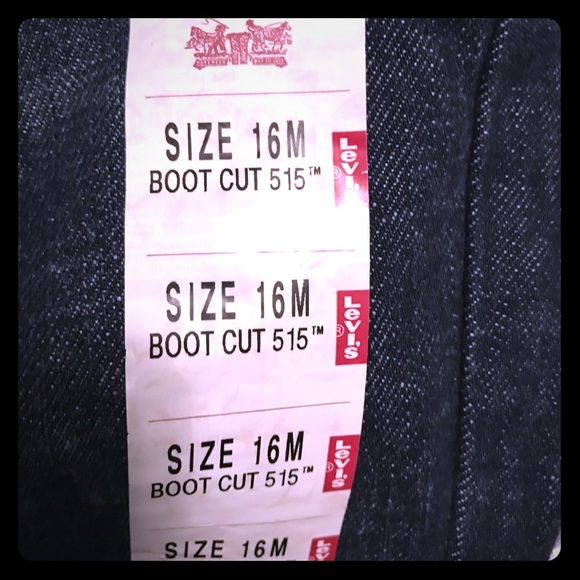 SIZE 16M
BOOT CUT 515™
Levi's
®
SIZE 16M
BOOT CUT 515™
Levi's
®
SIZE 16M
BOOT CUT 515™
Levi's
®
SIZE 16M
Levi's